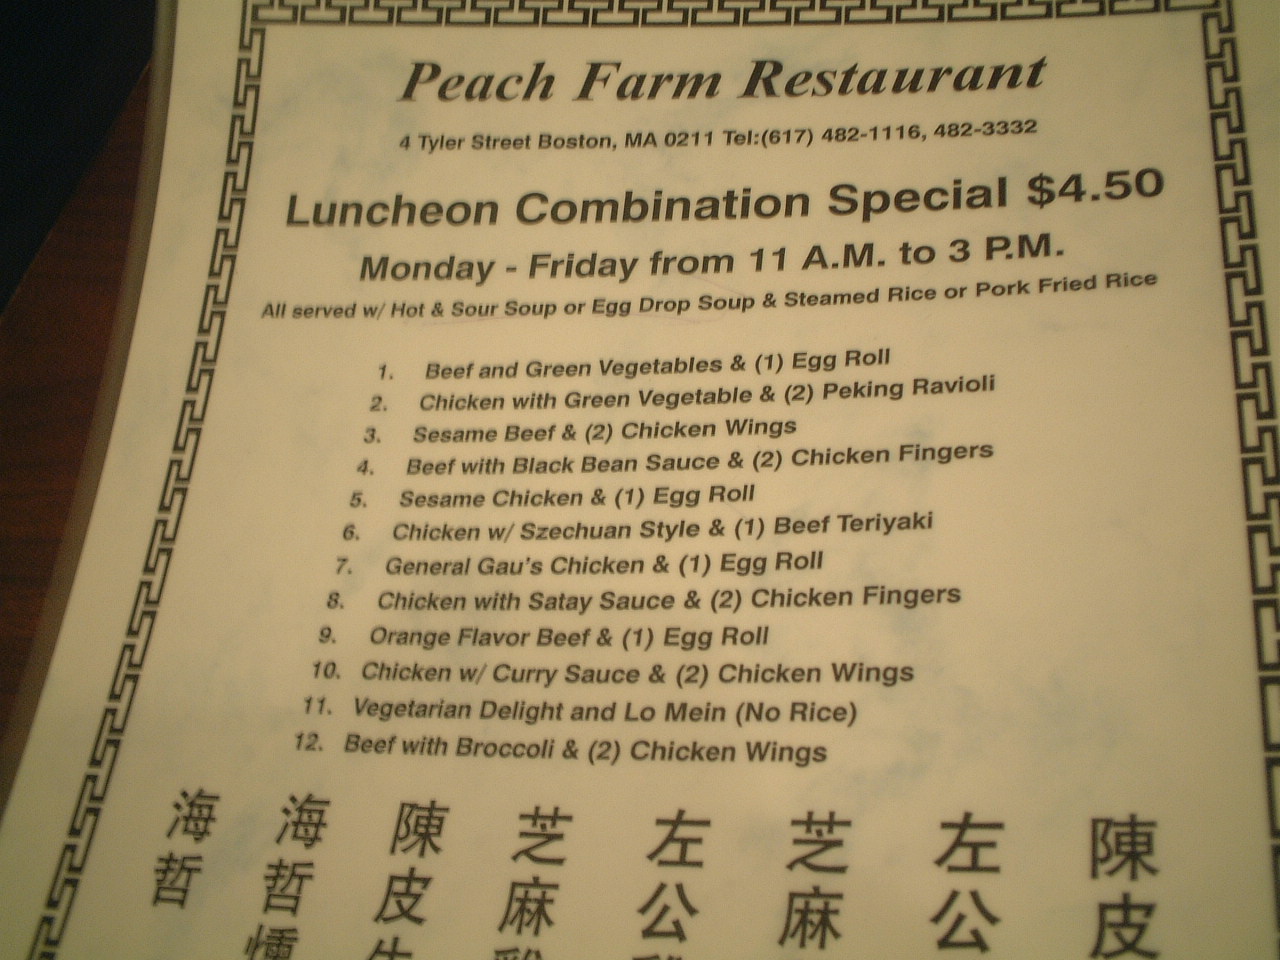 Peach Farm Restaurant
4 Tyler Street Boston, MA 0211 Tel:(617) 482-1116, 482-3332
Luncheon Combination Special $4.50
Monday - Friday from 11 A.M. to 3 P.M.
All served w/ Hot & Sour Soup or Egg Drop Soup & Steamed Rice or Pork Fried Rice
1. Beef and Green Vegetables & (1) Egg Roll
2. Chicken with Green Vegetable & (2) Peking Ravioli
3. Sesame Beef & (2) Chicken Wings
4. Beef with Black Bean Sauce & (2) Chicken Fingers
5. Sesame Chicken & (1) Egg Roll
6. Chicken w/ Szechuan Style & (1) Beef Teriyaki
7. General Gau's Chicken & (1) Egg Roll
8. Chicken with Satay Sauce & (2) Chicken Fingers
9. Orange Flavor Beef & (1) Egg Roll
10. Chicken w/ Curry Sauce & (2) Chicken Wings
11. Vegetarian Delight and Lo Mein (No Rice)
12. Beef with Broccoli & (2) Chicken Wings
陳皮
左公
芝麻
左公
芝麻
陳皮
海哲
海哲